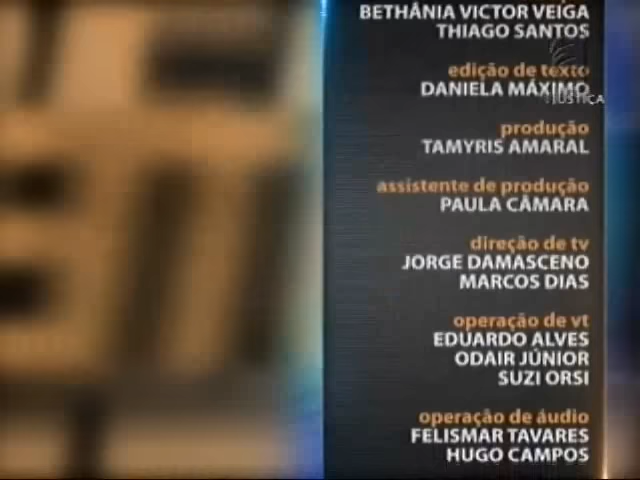 BETHÂNIA VICTOR VEIGA
THIAGO SANTOS
edição de texto
DANIELA MÁXIMO
JUSTIÇA
produção
TAMYRIS AMARAL
assistente de produção
PAULA CÂMARA
direção de tv
JORGE DAMASCENO
MARCOS DIAS
operação de vt
EDUARDO ALVES
ODAIR JÚNIOR
SUZI ORSI
operação de áudio
FELISMAR TAVARES
HUGO CAMPOS